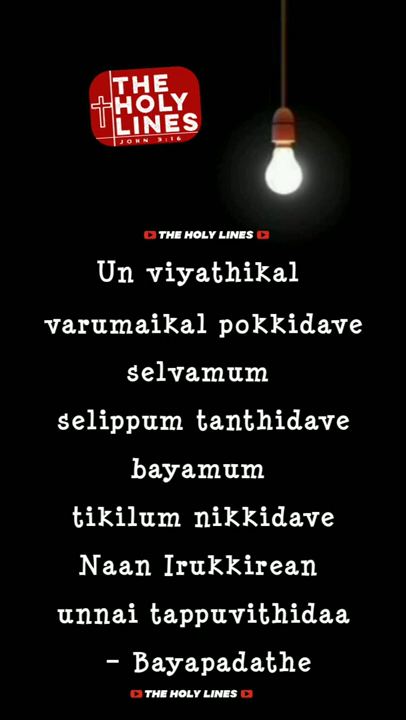 THE
HOLY
LINES
JOHN 3:16
THE HOLY LINES
Un viyathikal
varumaikal pokkidave
selvamum
selippum tanthidave
bayamum
tikilum nikkidave
Naan Irukkirean
unnai tappuvithidaa
- Bayapadathe
THE HOLY LINES